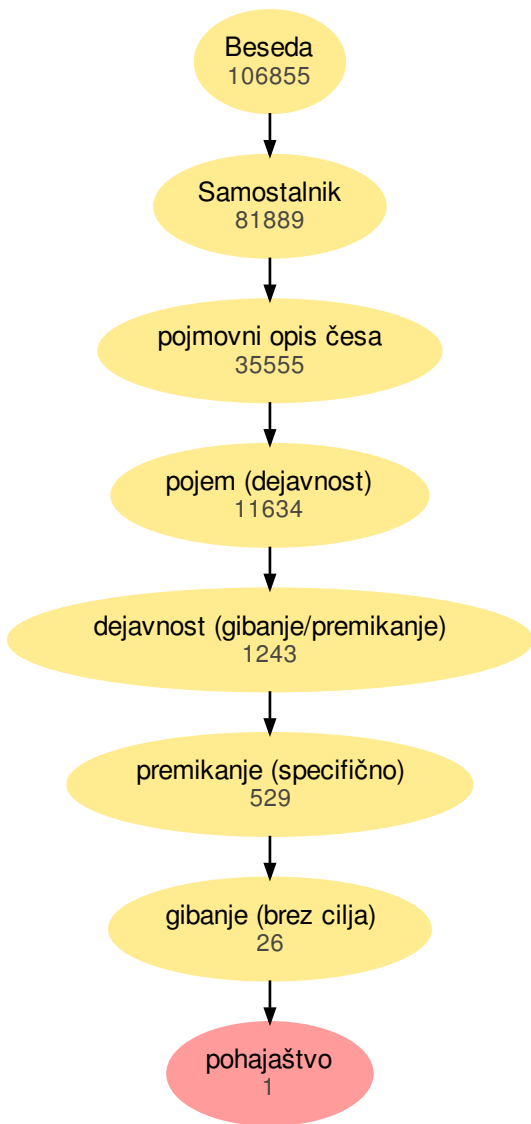 Beseda
106855
Samostalnik
81889
pojmovni opis česa
35555
pojem (dejavnost)
11634
dejavnost (gibanje/premikanje)
1243
premikanje (specifično)
529
gibanje (brez cilja)
26
pohajaštvo
1